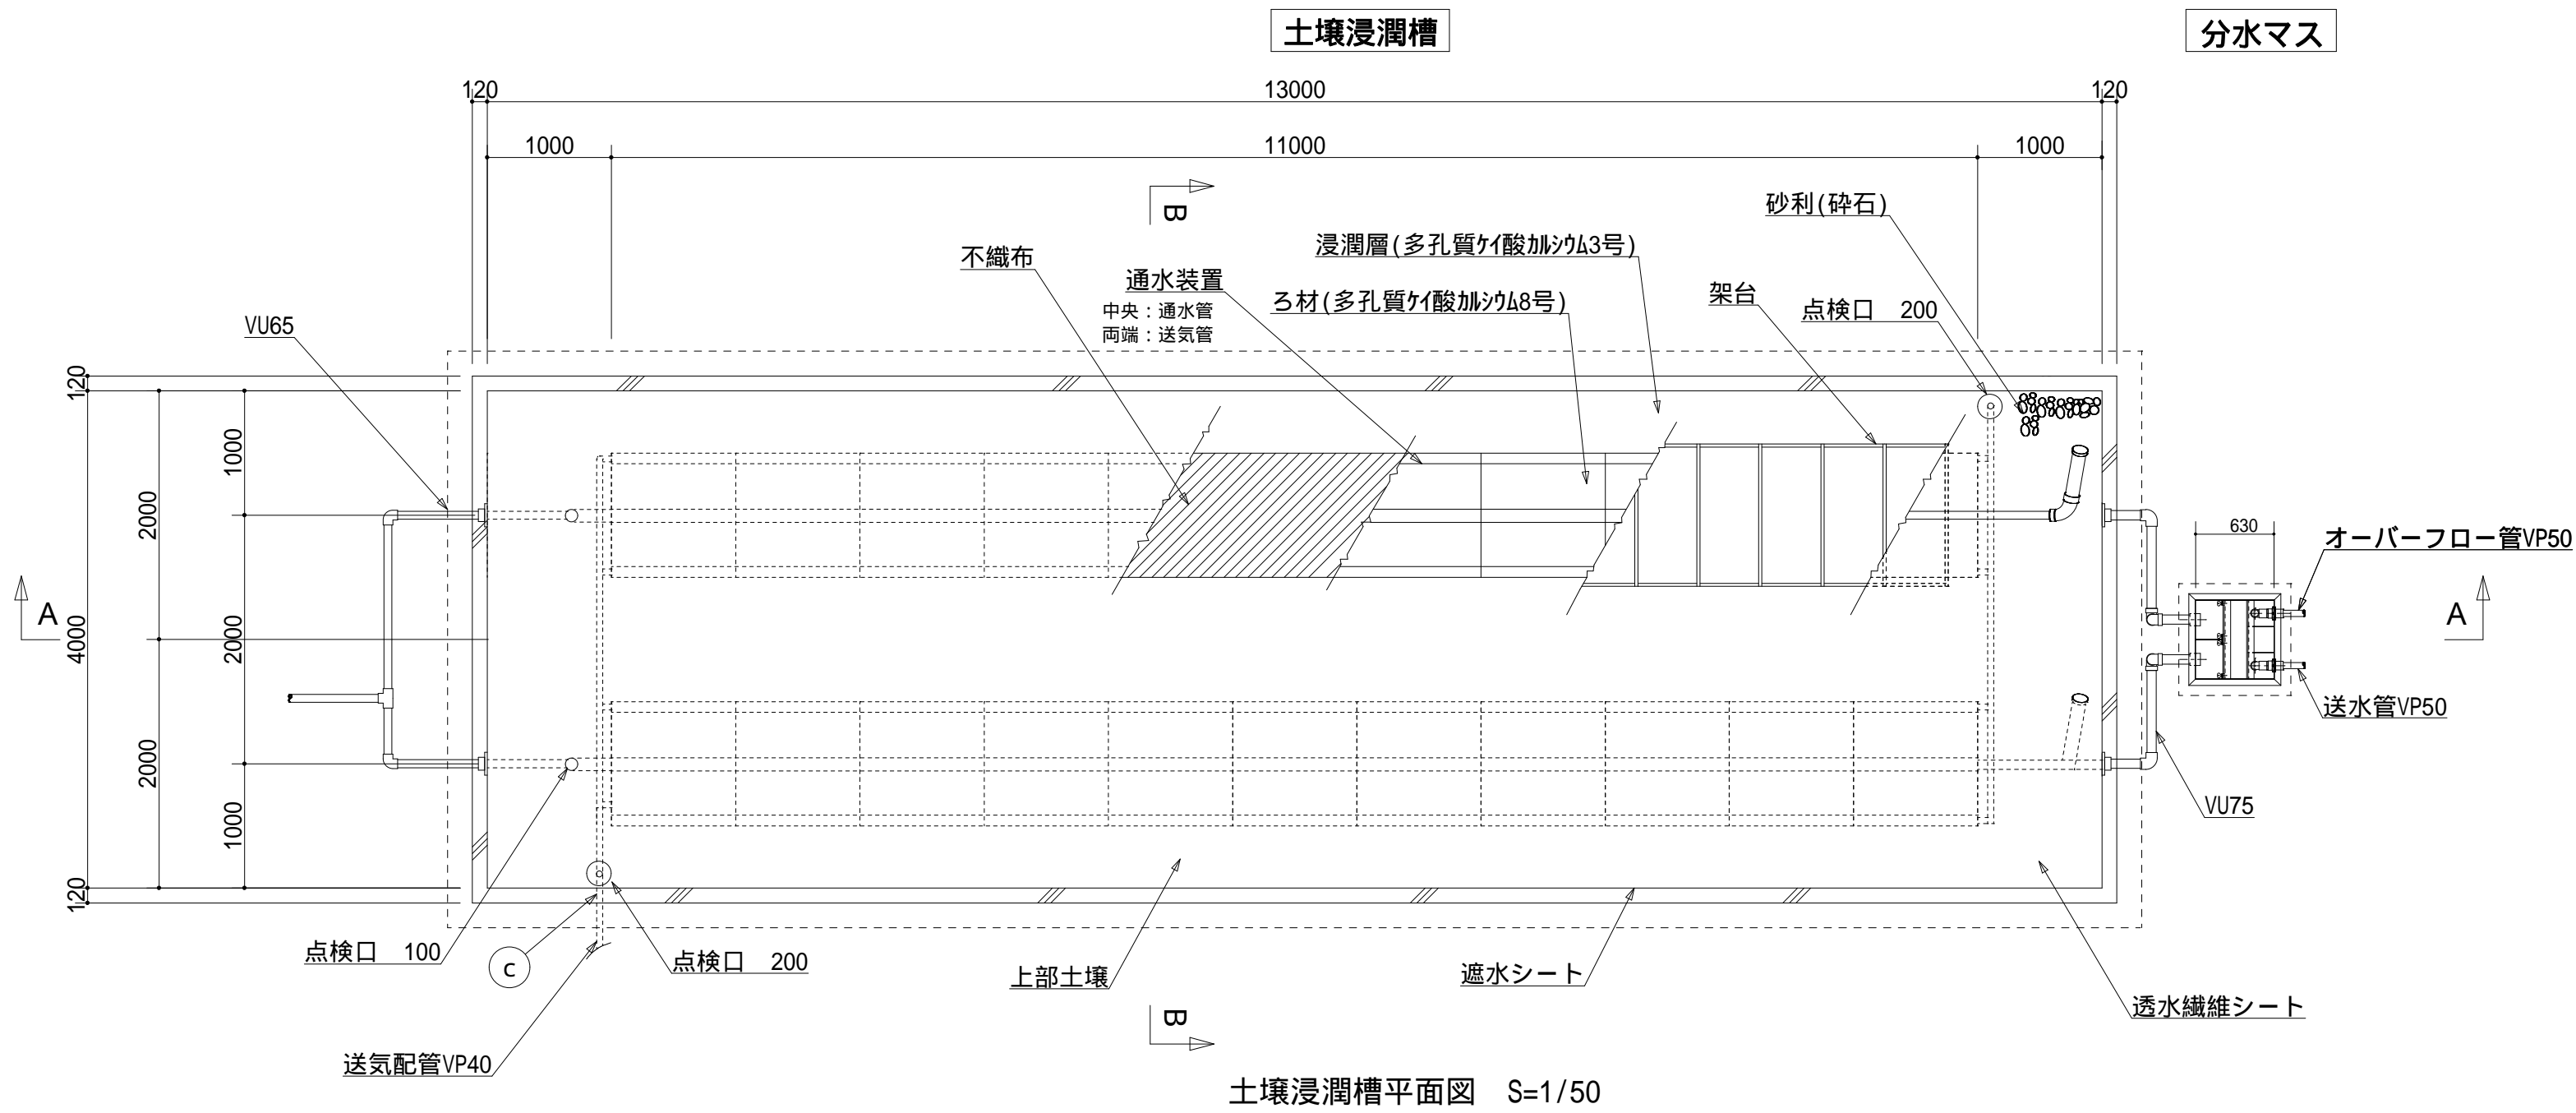 土壌浸潤槽
分水マス
120
13000
120
1000
11000
1000
B
砂利(砕石)
不織布
浸潤層(多孔質ｹｲ酸ｶﾙｼｳﾑ3号)
通水装置
中央：通水管
両端：送気管
ろ材(多孔質ｹｲ酸ｶﾙｼｳﾑ8号)
架台
点検口　200
VU65
120
1000
2000
2000
4000
2000
1000
120
A
630
オーバーフロー管VP50
A
送水管VP50
VU75
点検口　100
c
点検口　200
上部土壌
遮水シート
透水繊維シート
B
送気配管VP40
土壌浸潤槽平面図　S=1/50